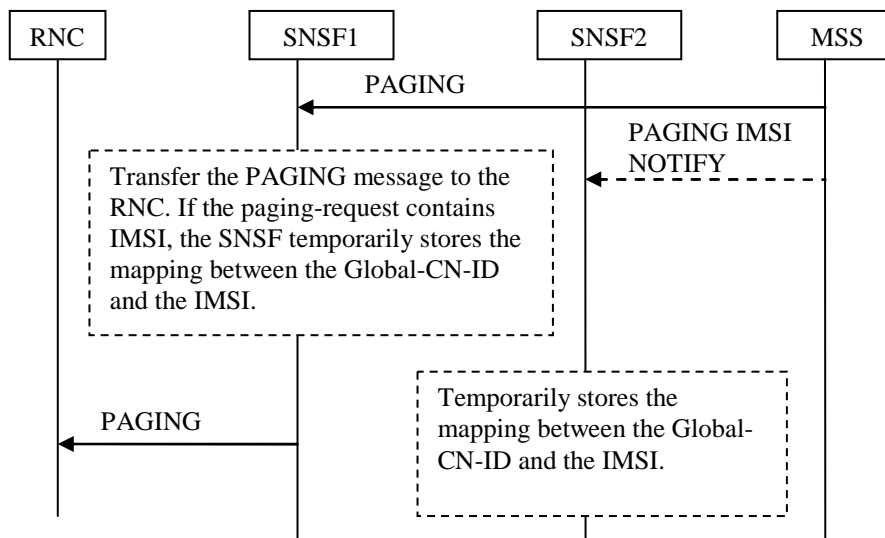 RNC
SNSF1
SNSF2
MSS
PAGING
PAGING IMSI
NOTIFY
Transfer the PAGING message to the
RNC. If the paging-request contains
IMSI, the SNSF temporarily stores the
mapping between the Global-CN-ID
and the IMSI.
Temporarily stores the
mapping between the Global-
CN-ID and the IMSI.
PAGING